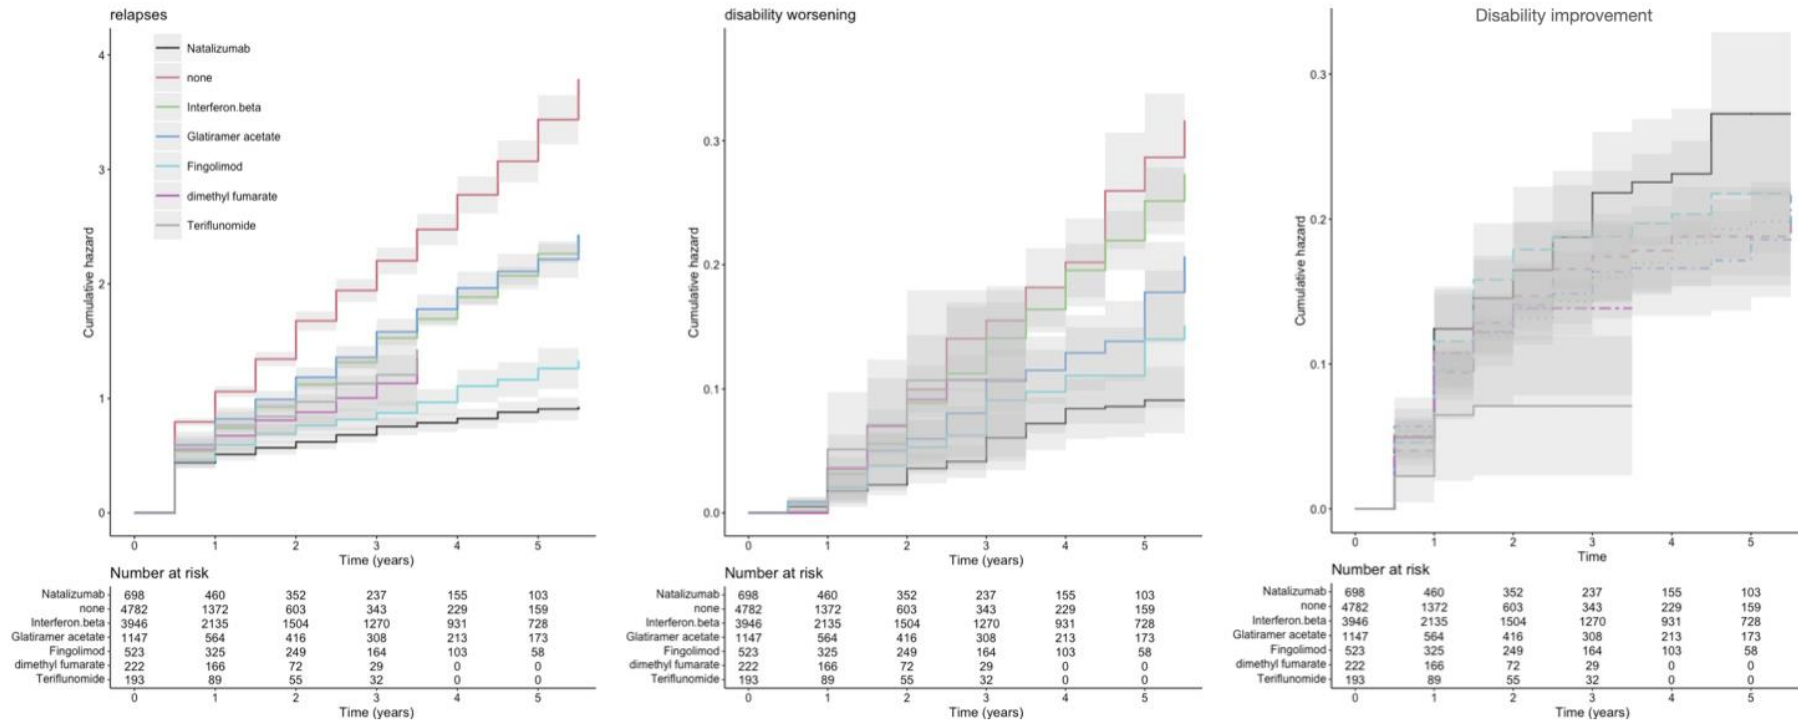 relapses
4
3
2
1
0
Cumulative hazard
Natalizumab
none
Interferon.beta
Glatiramer acetate
Fingolimod
dimethyl fumarate
Teriflunomide
0 1 2 3 4 5
Time (years)
Number at risk
Natalizumab 698 460 352 237 155 103
none 4782 1372 603 343 229 159
Interferon.beta 3946 2135 1504 1270 931 728
Glatiramer acetate 1147 564 416 308 213 173
Fingolimod 523 325 249 164 103 58
dimethyl fumarate 222 166 72 29 0 0
Teriflunomide 193 89 55 32 0 0
0 1 2 3 4 5
Time (years)
disability worsening
0.3
0.2
0.1
0.0
Cumulative hazard
0 1 2 3 4 5
Time (years)
Number at risk
Natalizumab 698 460 352 237 155 103
none 4782 1372 603 343 229 159
Interferon.beta 3946 2135 1504 1270 931 728
Glatiramer acetate 1147 564 416 308 213 173
Fingolimod 523 325 249 164 103 58
dimethyl fumarate 222 166 72 29 0 0
Teriflunomide 193 89 55 32 0 0
0 1 2 3 4 5
Time (years)
Disability improvement
0.3
0.2
0.1
0.0
Cumulative hazard
0 1 2 3 4 5
Time
Number at risk
Natalizumab 698 460 352 237 155 103
none 4782 1372 603 343 229 159
Interferon.beta 3946 2135 1504 1270 931 728
Glatiramer acetate 1147 564 416 308 213 173
Fingolimod 523 325 249 164 103 58
dimethyl fumarate 222 166 72 29 0 0
Teriflunomide 193 89 55 32 0 0
0 1 2 3 4 5
Time (years)